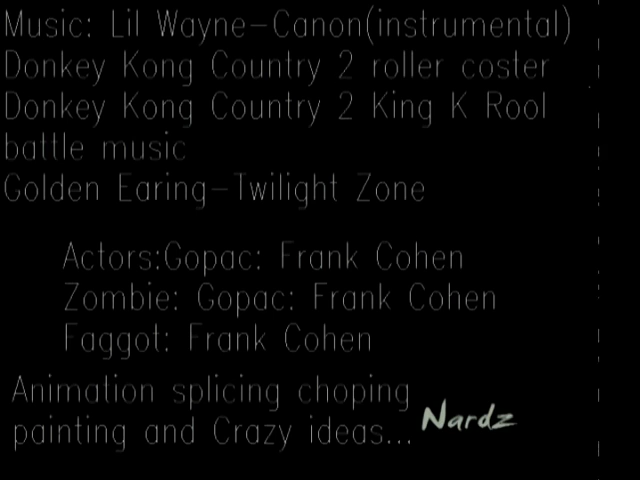 Music: Lil Wayne-Canon(instrumental)
Donkey Kong Country 2 roller coster
Donkey Kong Country 2 King K Rool
battle music
Golden Earing-Twilight Zone
Actors:Gopac: Frank Cohen
Zombie: Gopac: Frank Cohen
Faggot: Frank Cohen
Animation splicing choping
painting and Crazy ideas... Nardz